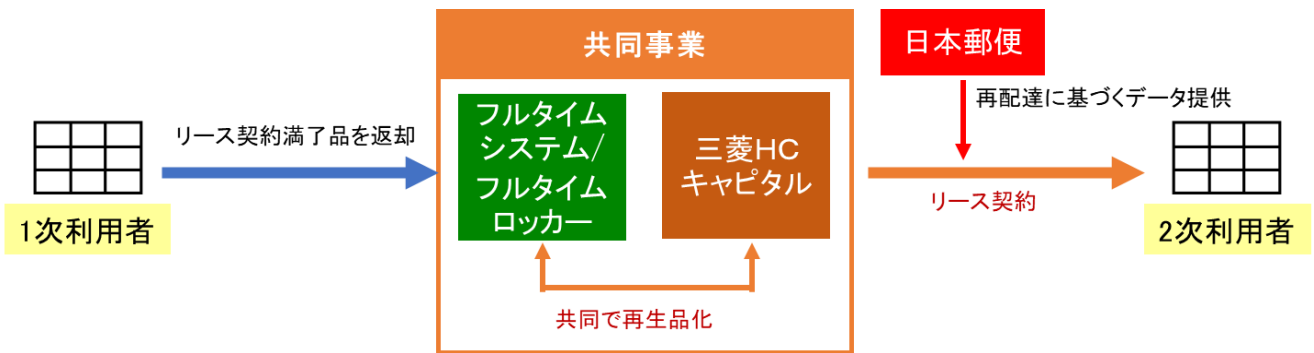 共同事業
日本郵便
再配達に基づくデータ提供
リース契約満了品を返却
フルタイム
システム/
フルタイム
ロッカー
三菱HC
キャピタル
リース契約
1次利用者
2次利用者
共同で再生品化